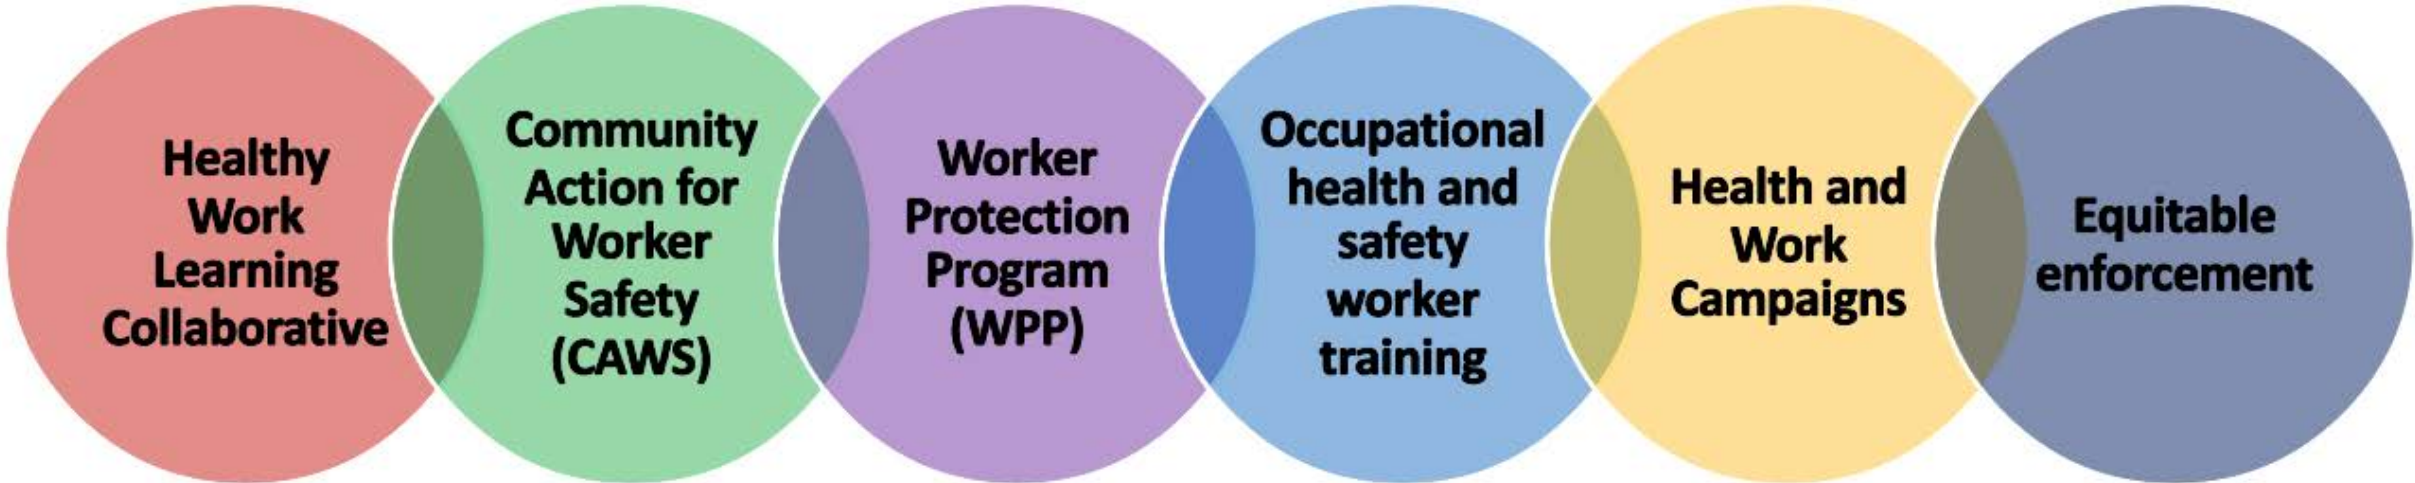 Healthy
Work
Learning
Collaborative
Community
Action for
Worker
Safety
(CAWS)
Worker
Protection
Program
(WPP)
Occupational
health and
safety
worker
training
Health and
Work
Campaigns
Equitable
enforcement